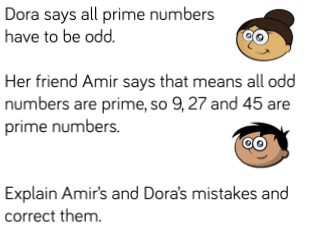 Dora says all prime numbers
have to be odd.
Her friend Amir says that means all odd
numbers are prime, so 9, 27 and 45 are
prime numbers.
Explain Amir's and Dora's mistakes and
correct them.